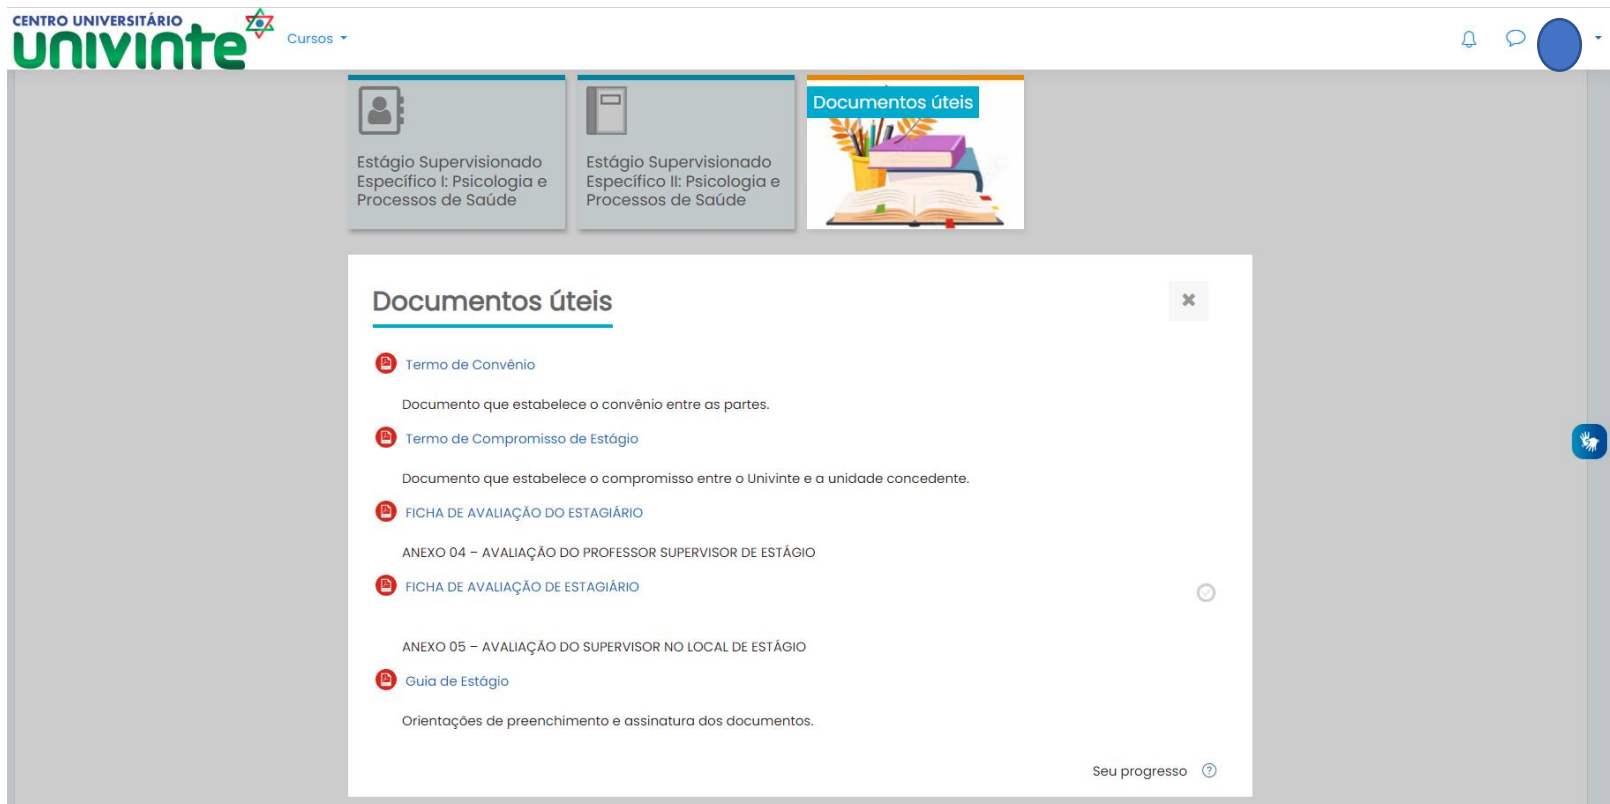 CENTRO UNIVERSITÁRIO
univinte
Cursos
Estágio Supervisionado
Específico I: Psicologia e
Processos de Saúde
Estágio Supervisionado
Específico II: Psicologia e
Processos de Saúde
Documentos úteis
Documentos úteis
Termo de Convênio
Documento que estabelece o convênio entre as partes.
Termo de Compromisso de Estágio
Documento que estabelece o compromisso entre o Univinte e a unidade concedente.
FICHA DE AVALIAÇÃO DO ESTAGIÁRIO
ANEXO 04 – AVALIAÇÃO DO PROFESSOR SUPERVISOR DE ESTÁGIO
FICHA DE AVALIAÇÃO DE ESTAGIÁRIO
ANEXO 05 – AVALIAÇÃO DO SUPERVISOR NO LOCAL DE ESTÁGIO
Guia de Estágio
Orientações de preenchimento e assinatura dos documentos.
Seu progresso